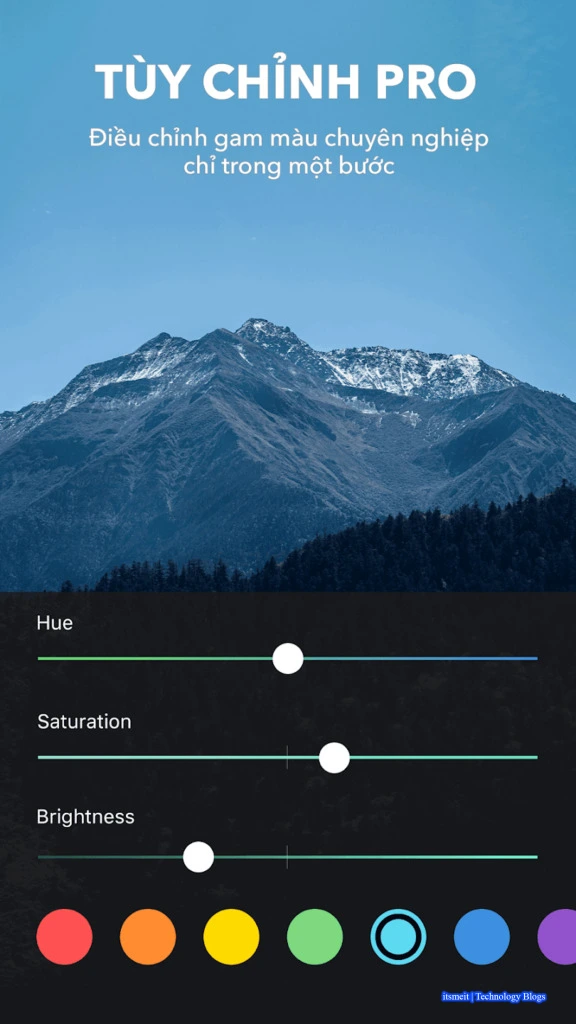 TÙY CHỈNH PRO
Điều chỉnh gam màu chuyên nghiệp
chỉ trong một bước
Hue
Saturation
Brightness
itsmeit | Technology Blogs